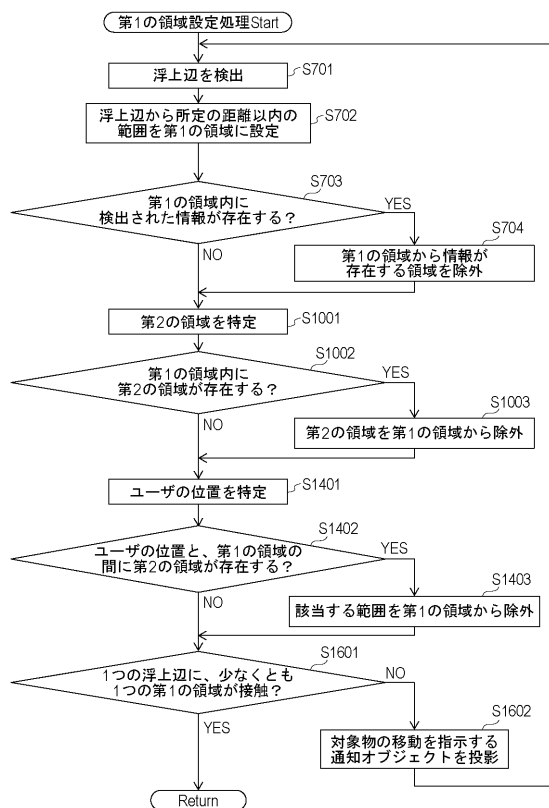 第1の領域設定処理Start
浮上辺を検出
S701
浮上辺から所定の距離以内の
範囲を第1の領域に設定
S702
第1の領域内に
検出された情報が存在する？
S703
YES
NO
第1の領域から情報が
存在する領域を除外
S704
第2の領域を特定
S1001
第1の領域内に
第2の領域が存在する？
S1002
YES
NO
第2の領域を第1の領域から除外
S1003
ユーザの位置を特定
S1401
ユーザの位置と、第1の領域の
間に第2の領域が存在する？
S1402
YES
NO
該当する範囲を第1の領域から除外
S1403
1つの浮上辺に、少なくとも
1つの第1の領域が接触？
S1601
NO
YES
対象物の移動を指示する
通知オブジェクトを投影
S1602
Return